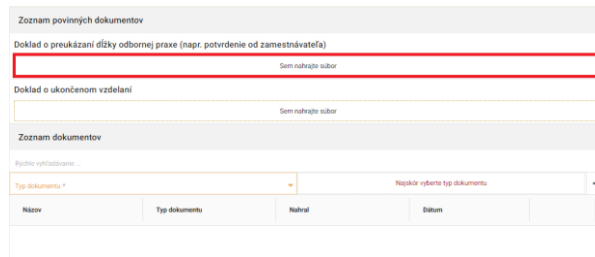 Zoznam povinných dokumentov
Doklad o preukázaní dĺžky odbornej praxe (napr. potvrdenie od zamestnávateľa)
Sem nahrajte súbor
Doklad o ukončenom vzdelaní
Sem nahrajte súbor
Zoznam dokumentov
Rýchle vyhľadávanie ...
Typ dokumentu * Najskôr vyberte typ dokumentu
Názov Typ dokumentu Nahral Dátum